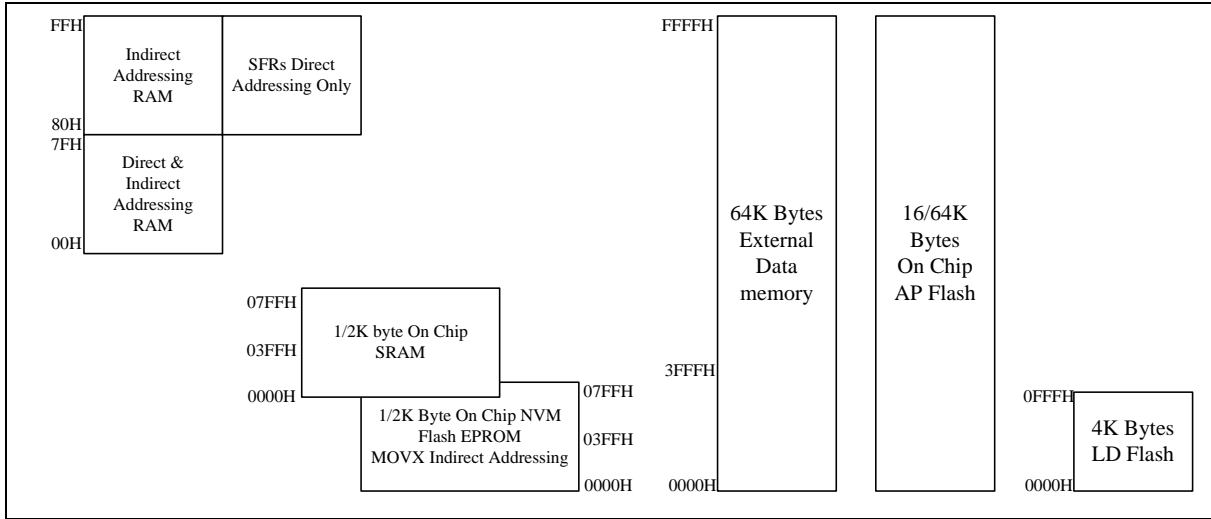 FFH
Indirect
Addressing
RAM
SFRs Direct
Addressing Only
80H
7FH
Direct &
Indirect
Addressing
RAM
00H
07FFH
03FFH
0000H
1/2K byte On Chip
SRAM
1/2K Byte On Chip NVM
Flash EPROM
MOVX Indirect Addressing
07FFH
03FFH
0000H
FFFFH
64K Bytes
External
Data
memory
3FFFH
0000H
16/64K
Bytes
On Chip
AP Flash
0FFFH
4K Bytes
LD Flash
0000H